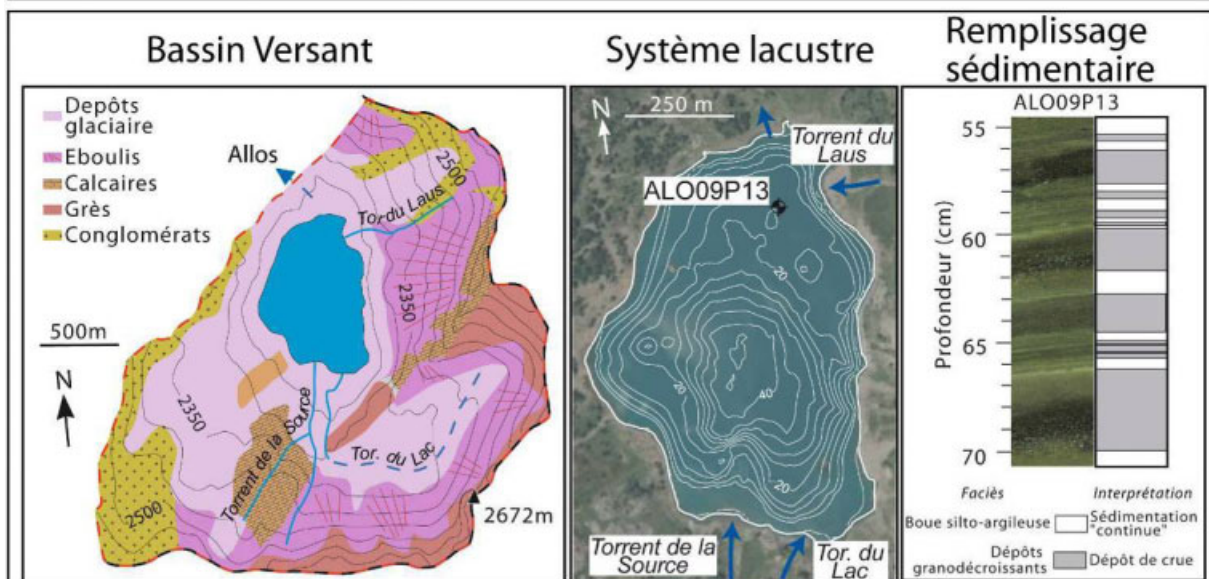 Bassin Versant
Système lacustre
Remplissage
sédimentaire
Depôts
glaciaire
Eboulis
Calcaires
Grès
Conglomérats
Allos
2500
Tor.du Laus
2350
500m
N
2350
Torrent de la Source
Tor. du Lac
2500
2672m
N
250 m
Torrent du
Laus
ALO09P13
20
20
40
20
20
Torrent de la
Source
Tor. du
Lac
ALO09P13
55
60
65
70
Profondeur (cm)
Faciès
Interprétation
Boue silto-argileuse
Sédimentation
"continue"
Dépôts
granodécroissants
Dépôt de crue